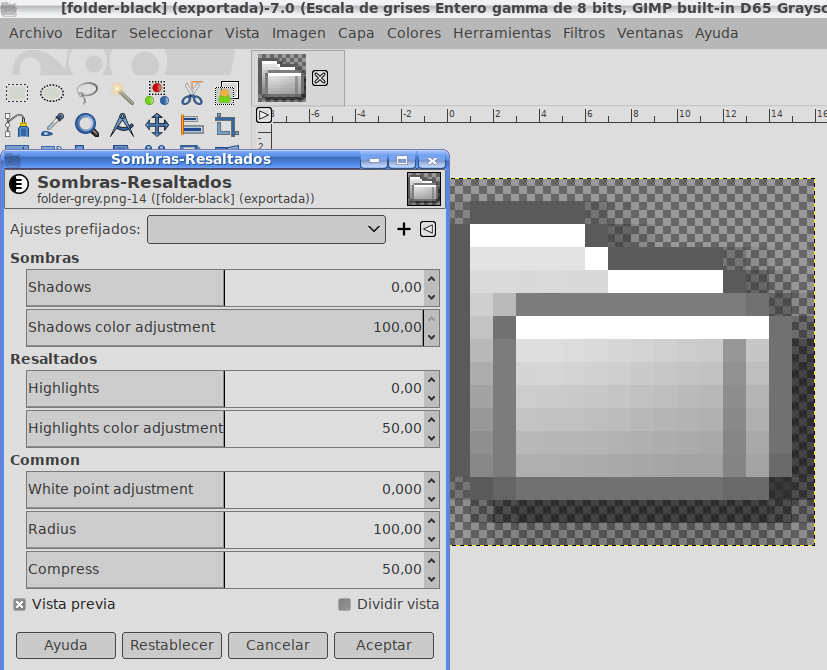 [folder-black] (exportada)-7.0 (Escala de grises Entero gamma de 8 bits, GIMP built-in D65 Graysc
Archivo Editar Seleccionar Vista Imagen Capa Colores Herramientas Filtros Ventanas Ayuda
-6 -4 -2 0 2 4 6 8 10 12 14 16
-2
Sombras-Resaltados
Sombras-Resaltados
folder-grey.png-14 ([folder-black] (exportada))
Ajustes prefijados:
Sombras
Shadows 0,00
Shadows color adjustment 100,00
Resaltados
Highlights 0,00
Highlights color adjustment 50,00
Common
White point adjustment 0,000
Radius 100,00
Compress 50,00
Vista previa Dividir vista
Ayuda Restablecer Cancelar Aceptar